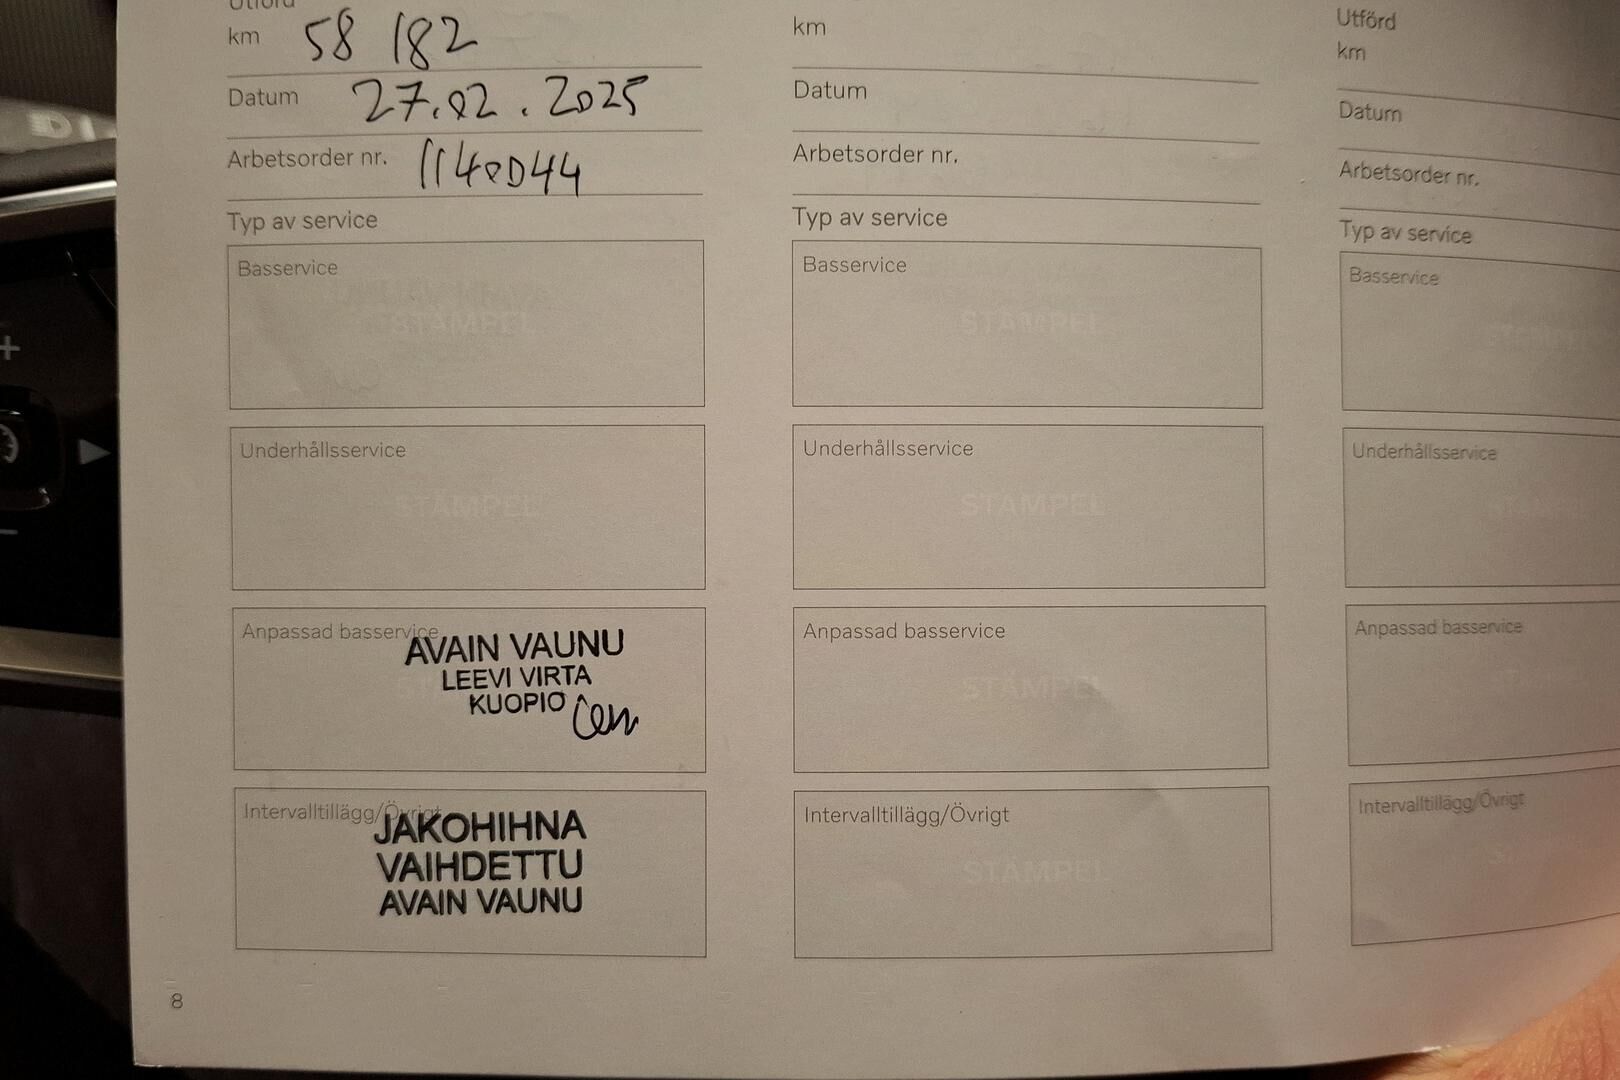 Utförd
km 58 182
Datum 27.02.2025
Arbetsorder nr.
Typ av service
Basservice
STÄMPEL
Underhållsservice
STÄMPEL
Anpassad basservice
AVAIN VAUNU
LEEVI VIRTA
KUOPIO
Intervalltillägg/Övrigt
JAKOHIHNA
VAIHDETTU
AVAIN VAUNU
8
km
Datum
Arbetsorder nr.
Typ av service
Basservice
STÄMPEL
Underhållsservice
STÄMPEL
Anpassad basservice
STÄMPEL
Intervalltillägg/Övrigt
STÄMPEL
Utförd
km
Datum
Arbetsorder nr.
Typ av service
Basservice
Underhållsservice
Anpassad basservice
Intervalltillägg/Övrigt